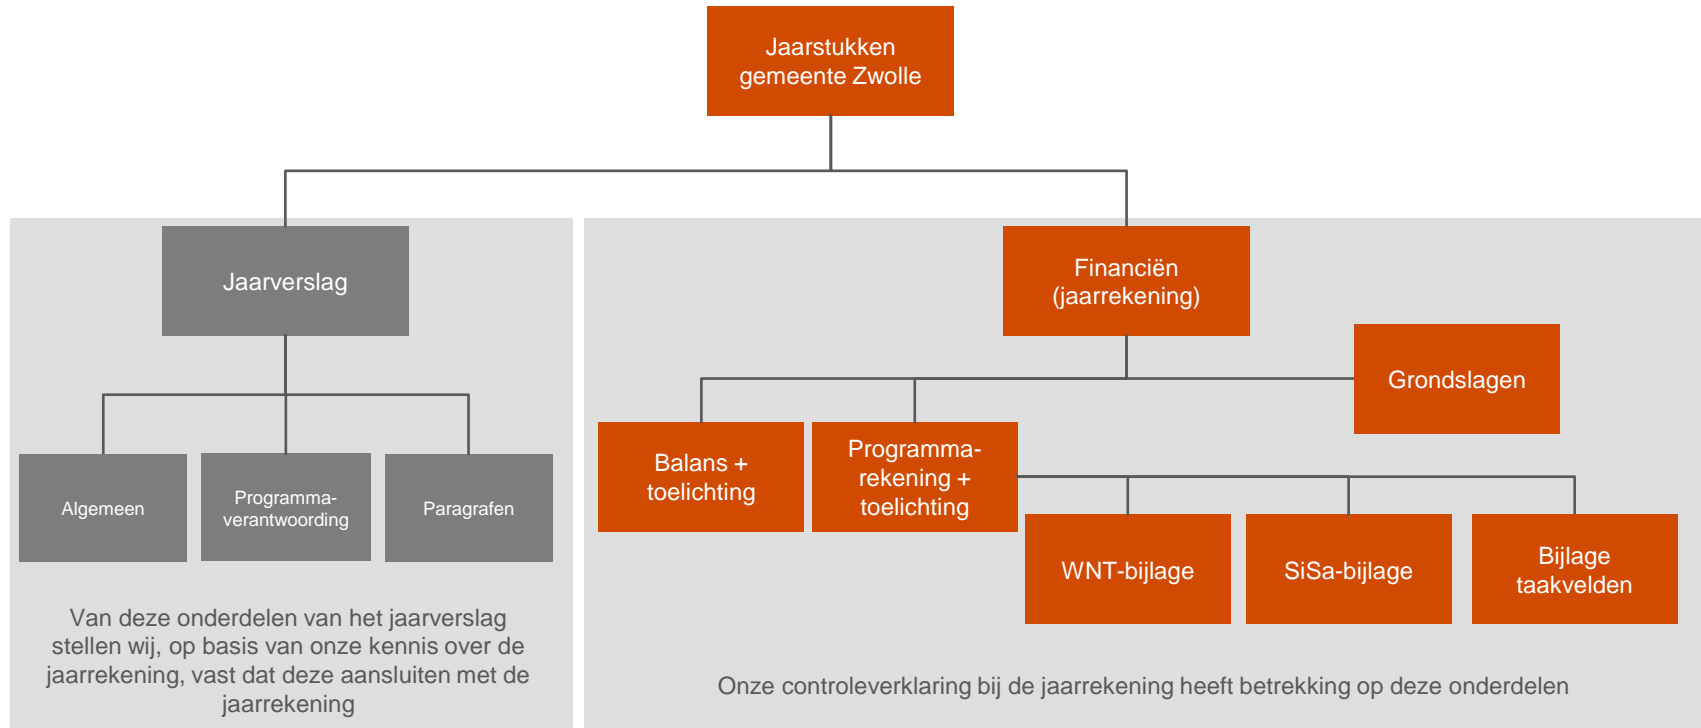 Jaarstukken
gemeente Zwolle
Jaarverslag
Financiën
(jaarrekening)
Grondslagen
Balans +
toelichting
Programma-
rekening +
toelichting
Algemeen
Programma-
verantwoording
Paragrafen
WNT-bijlage
SiSa-bijlage
Bijlage
taakvelden
Van deze onderdelen van het jaarverslag
stellen wij, op basis van onze kennis over de
jaarrekening, vast dat deze aansluiten met de
jaarrekening
Onze controleverklaring bij de jaarrekening heeft betrekking op deze onderdelen